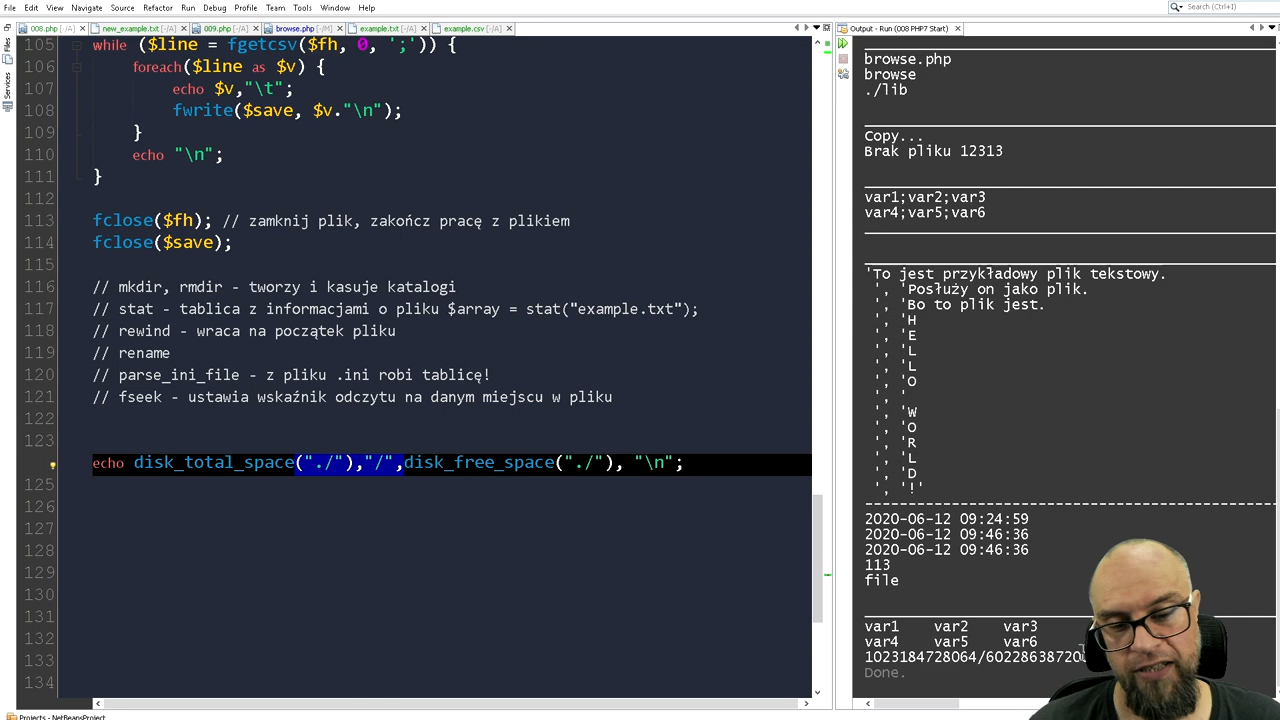 File Edit View Navigate Source Refactor Run Debug Profile Team Tools Window Help
Search (Ctrl+I)
008.php [-/A] new_example.txt [-/A] 009.php [-/A] browse.php [-/M] example.txt [-/A] example.csv [-/A]
Files
Services
105 while ($line = fgetcsv($fh, 0, ';')) {
106 foreach($line as $v) {
107 echo $v,"\t";
108 fwrite($save, $v."\n");
109 }
110 echo "\n";
111 }
112
113 fclose($fh); // zamknij plik, zakończ pracę z plikiem
114 fclose($save);
115
116 // mkdir, rmdir - tworzy i kasuje katalogi
117 // stat - tablica z informacjami o pliku $array = stat("example.txt");
118 // rewind - wraca na początek pliku
119 // rename
120 // parse_ini_file - z pliku .ini robi tablicę!
121 // fseek - ustawia wskaźnik odczytu na danym miejscu w pliku
122
123
echo disk_total_space("./"),"/",disk_free_space("./"), "\n";
125
126
127
128
129
130
131
132
133
134
Output - Run (008 PHP7 Start)
browse.php
browse
./lib
Copy...
Brak pliku 12313
var1;var2;var3
var4;var5;var6
'To jest przykładowy plik tekstowy.
', 'Posłuży on jako plik.
', 'Bo to plik jest.
', 'H
', 'E
', 'L
', 'L
', 'O
', '
', 'W
', 'O
', 'R
', 'L
', 'D
', '!'
--------------------------------
2020-06-12 09:24:59
2020-06-12 09:46:36
2020-06-12 09:46:36
113
file
var1 var2 var3
var4 var5 var6
1023184728064/60228638720
Done.
Projects - NetBeansProject